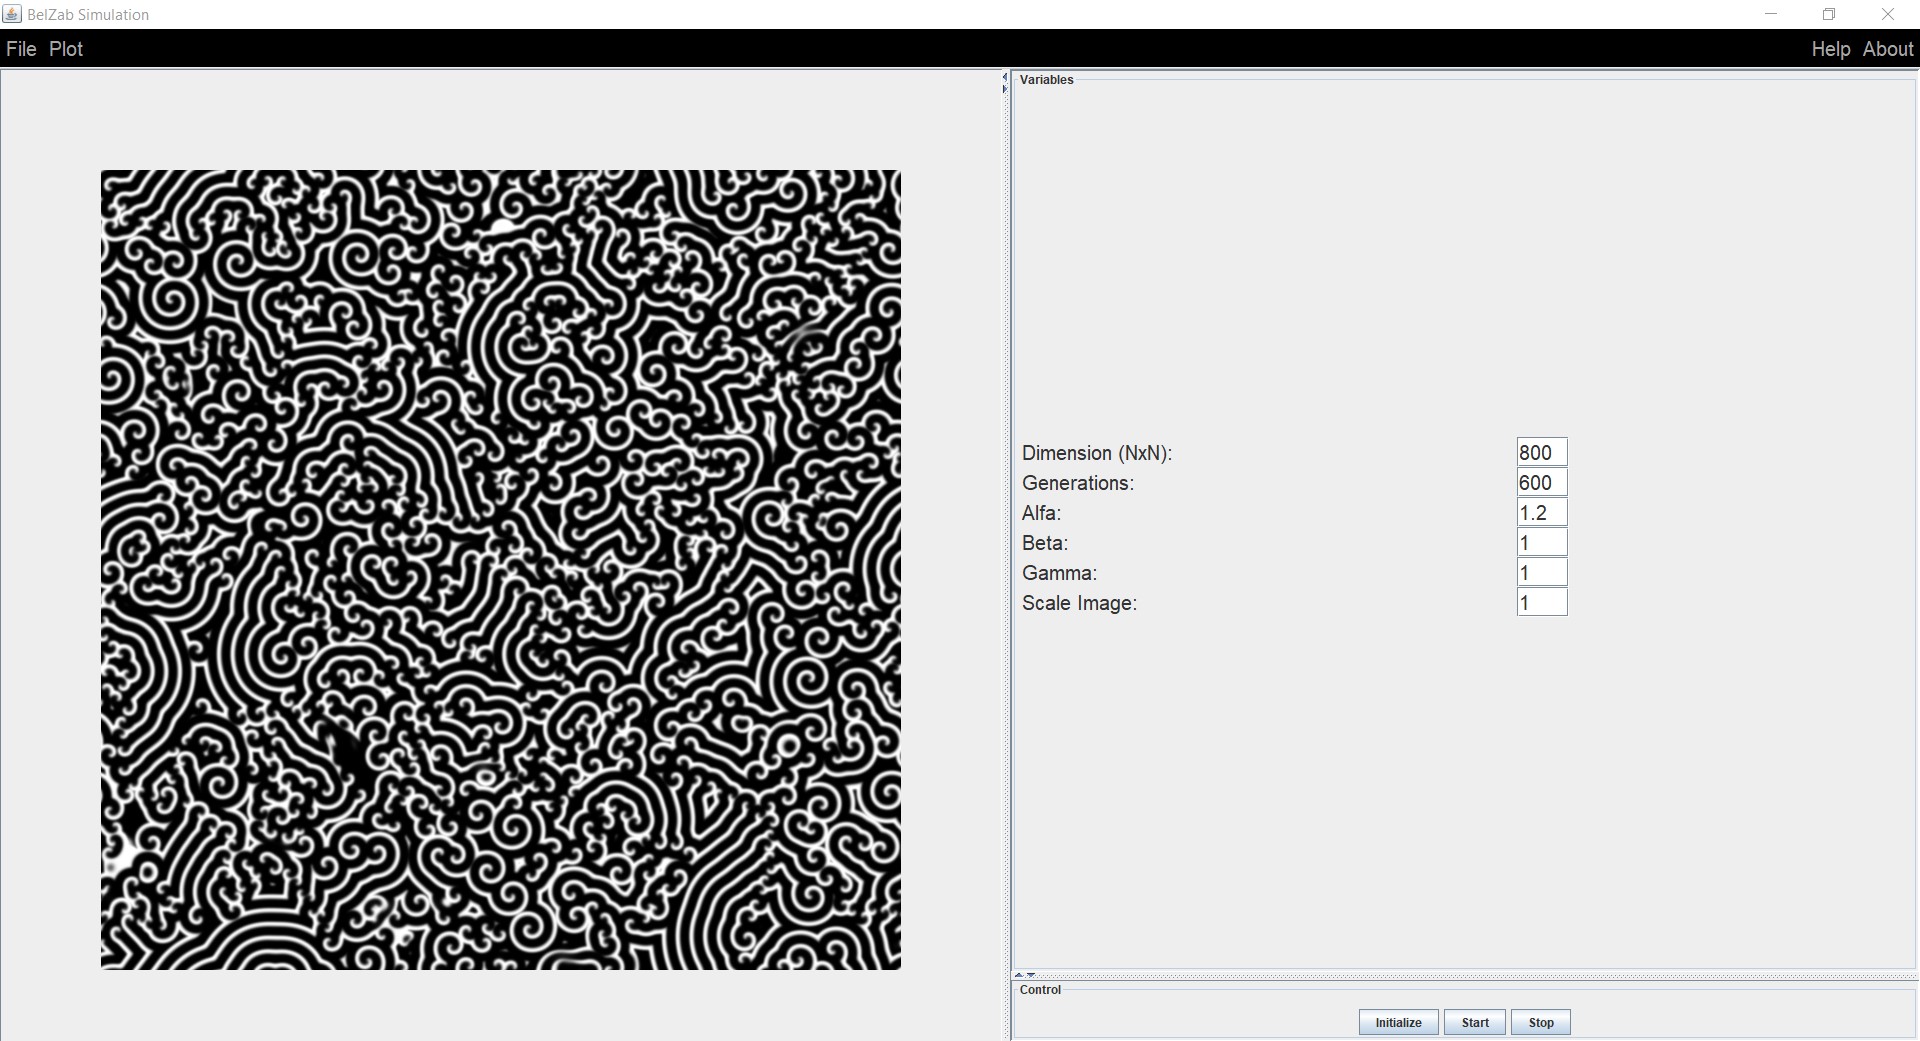 BelZab Simulation
File Plot Help About
Variables
Dimension (NxN): 800
Generations: 600
Alfa: 1.2
Beta: 1
Gamma: 1
Scale Image: 1
Control
Initialize Start Stop